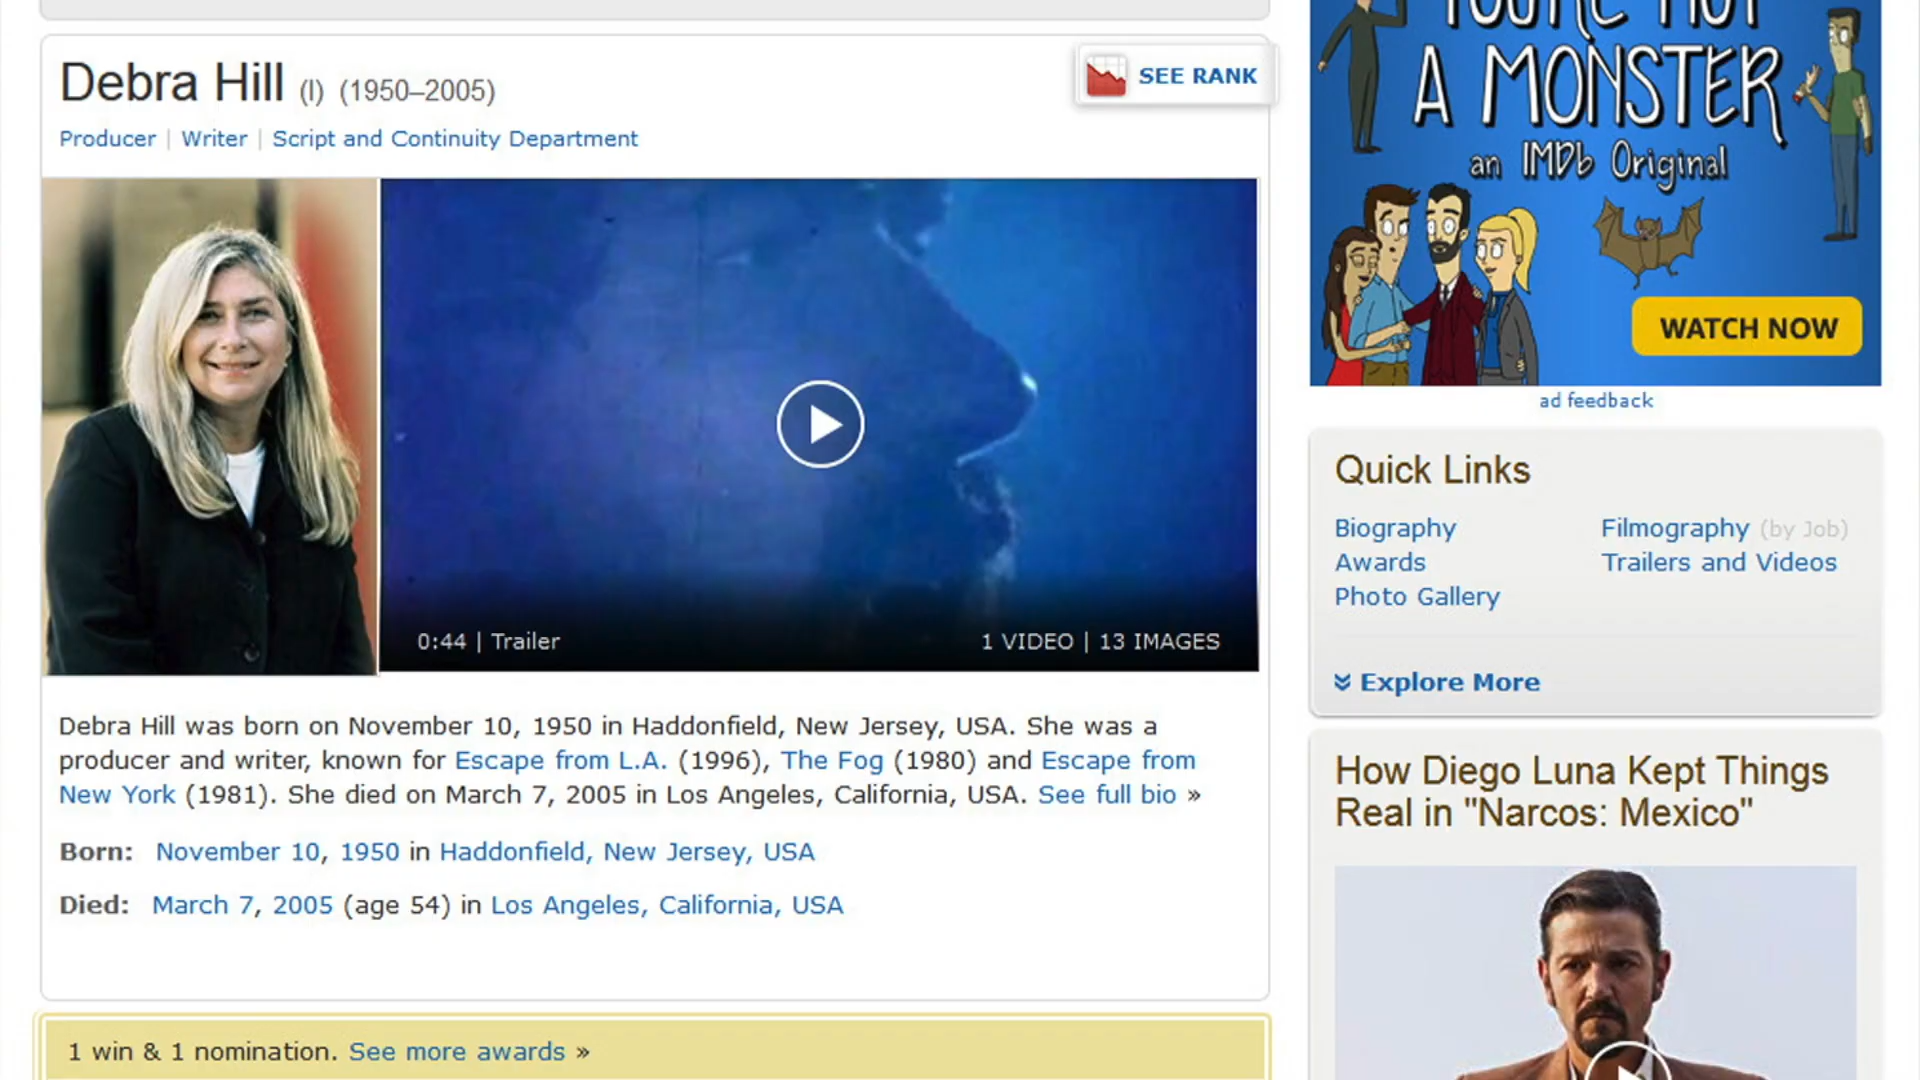 Debra Hill (I) (1950–2005)
SEE RANK
Producer | Writer | Script and Continuity Department
0:44 | Trailer
1 VIDEO | 13 IMAGES
Debra Hill was born on November 10, 1950 in Haddonfield, New Jersey, USA. She was a
producer and writer, known for Escape from L.A. (1996), The Fog (1980) and Escape from
New York (1981). She died on March 7, 2005 in Los Angeles, California, USA. See full bio »
Born: November 10, 1950 in Haddonfield, New Jersey, USA
Died: March 7, 2005 (age 54) in Los Angeles, California, USA
1 win & 1 nomination. See more awards »
YOU'RE NOT
A MONSTER
an IMDb Original
WATCH NOW
ad feedback
Quick Links
Biography
Filmography (by Job)
Awards
Trailers and Videos
Photo Gallery
Explore More
How Diego Luna Kept Things
Real in "Narcos: Mexico"